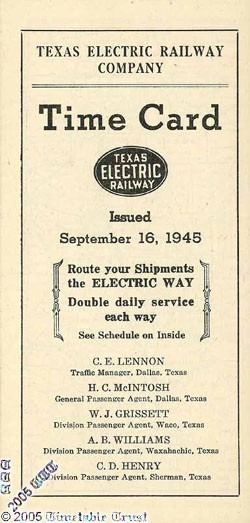 TEXAS ELECTRIC RAILWAY
COMPANY
Time Card
TEXAS
ELECTRIC
RAILWAY
Issued
September 16, 1945
Route your Shipments
the ELECTRIC WAY
Double daily service
each way
See Schedule on Inside
C. E. LENNON
Traffic Manager, Dallas, Texas
H. C. McINTOSH
General Passenger Agent, Dallas, Texas
W. J. GRISSETT
Division Passenger Agent, Waco, Texas
A. B. WILLIAMS
Division Passenger Agent, Waxahachie, Texas
C. D. HENRY
Division Passenger Agent, Sherman, Texas
2005
© 2005 Timetable Trust